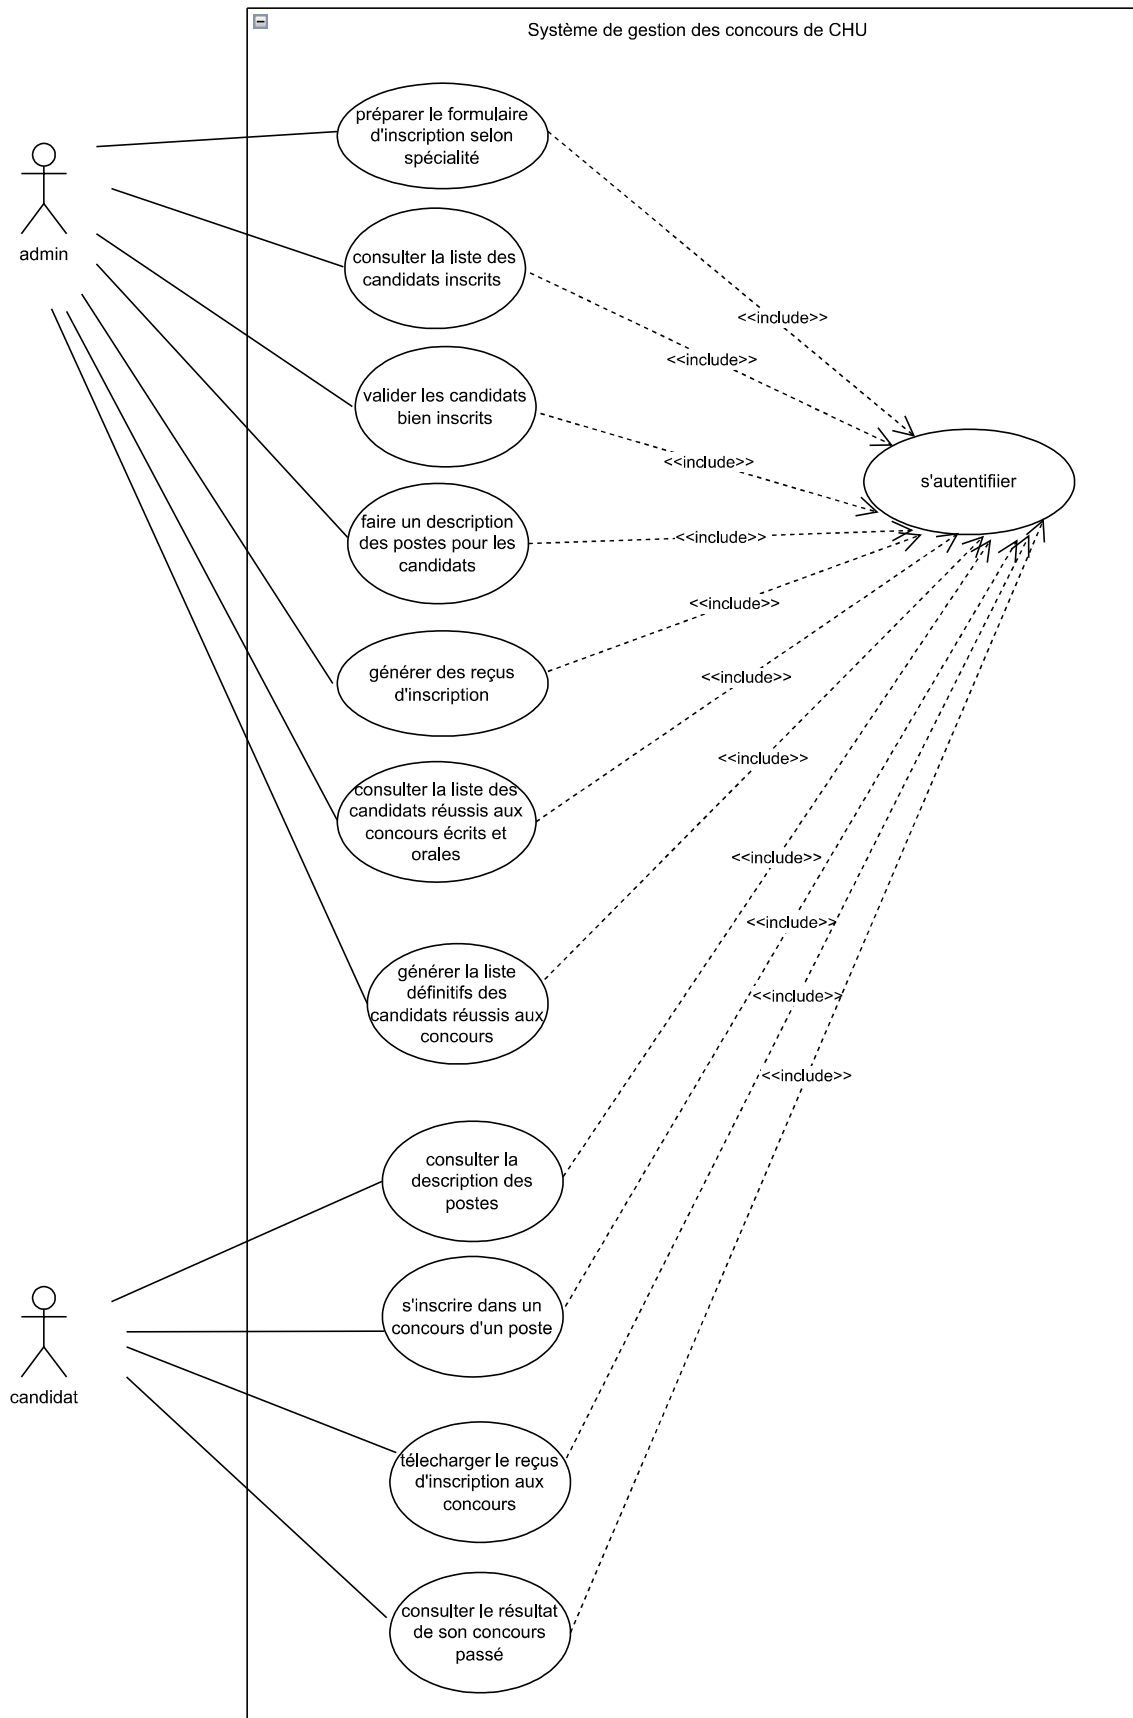 Système de gestion des concours de CHU
préparer le formulaire
d'inscription selon
spécialité
admin
consulter la liste des
candidats inscrits
<<include>>
<<include>>
valider les candidats
bien inscrits
<<include>>
s'autentifiier
faire un description
des postes pour les
candidats
<<include>>
<<include>>
générer des reçus
d'inscription
<<include>>
consulter la liste des
candidats réussis aux
concours écrits et
orales
<<include>>
<<include>>
<<include>>
générer la liste
définitifs des
candidats réussis aux
concours
<<include>>
<<include>>
consulter la
description des
postes
s'inscrire dans un
concours d'un poste
candidat
télecharger le reçus
d'inscription aux
concours
consulter le résultat
de son concours
passé